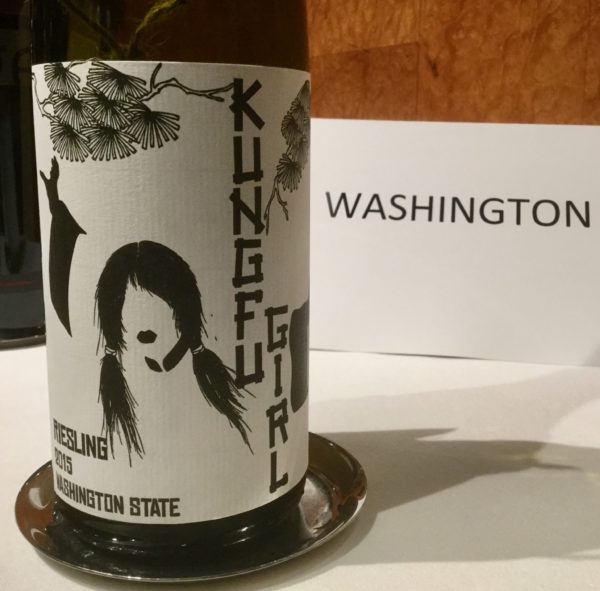 KUNGFU
GIRL
RIESLING
2015
WASHINGTON STATE
WASHINGTON